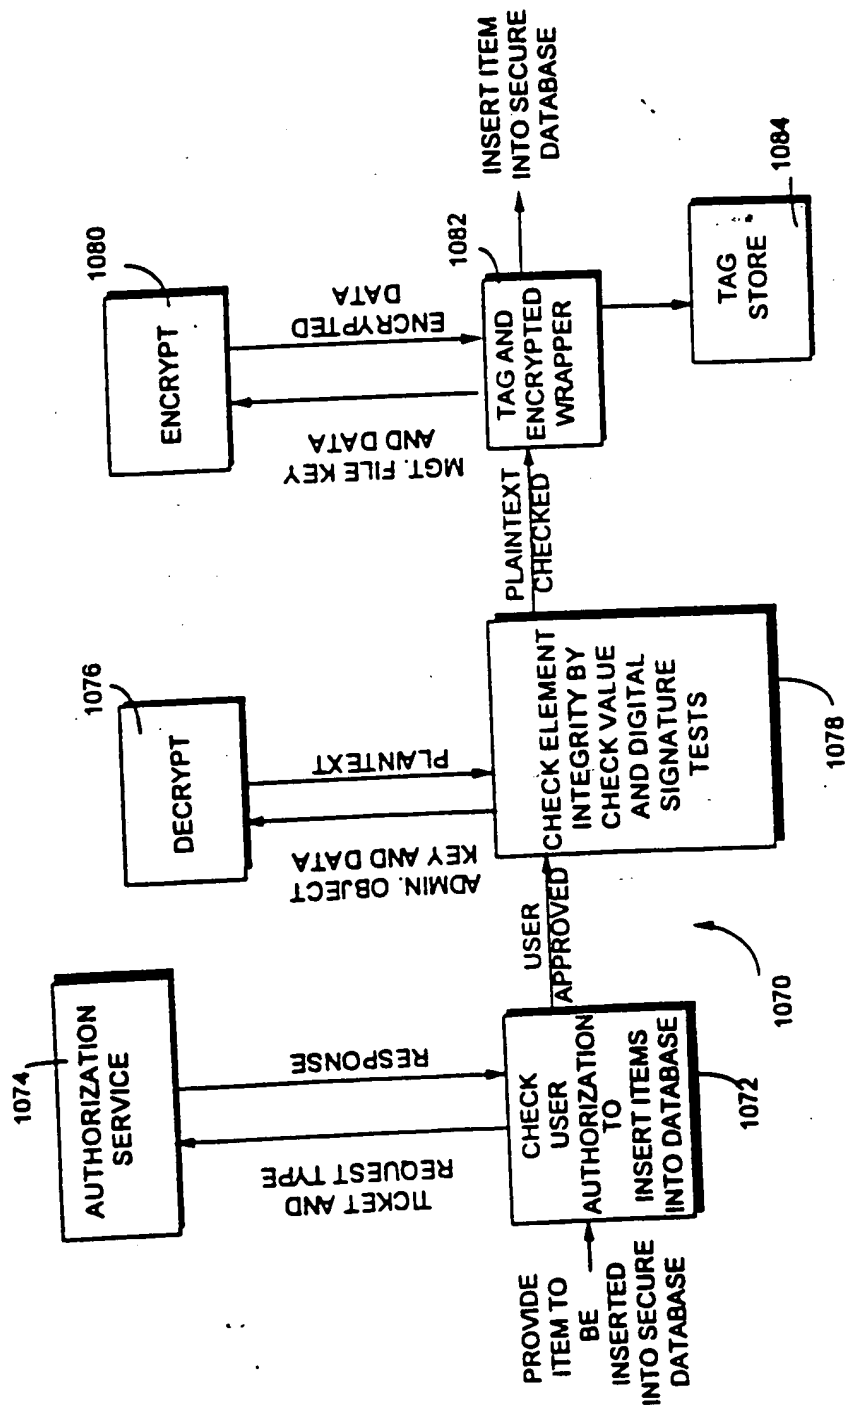 PROVIDE
ITEM TO
BE
INSERTED
INTO SECURE
DATABASE
CHECK
USER
AUTHORIZATION
TO
INSERT ITEMS
INTO DATABASE
1072
TICKET AND
REQUEST TYPE
RESPONSE
1074
AUTHORIZATION
SERVICE
USER
APPROVED
1070
CHECK ELEMENT
INTEGRITY BY
CHECK VALUE
AND DIGITAL
SIGNATURE
TESTS
1078
ADMIN. OBJECT
KEY AND DATA
PLAINTEXT
1076
DECRYPT
PLAINTEXT
CHECKED
TAG AND
ENCRYPTED
WRAPPER
1082
MGT. FILE KEY
AND DATA
ENCRYPTED
DATA
1080
ENCRYPT
INSERT ITEM
INTO SECURE
DATABASE
TAG
STORE
1084